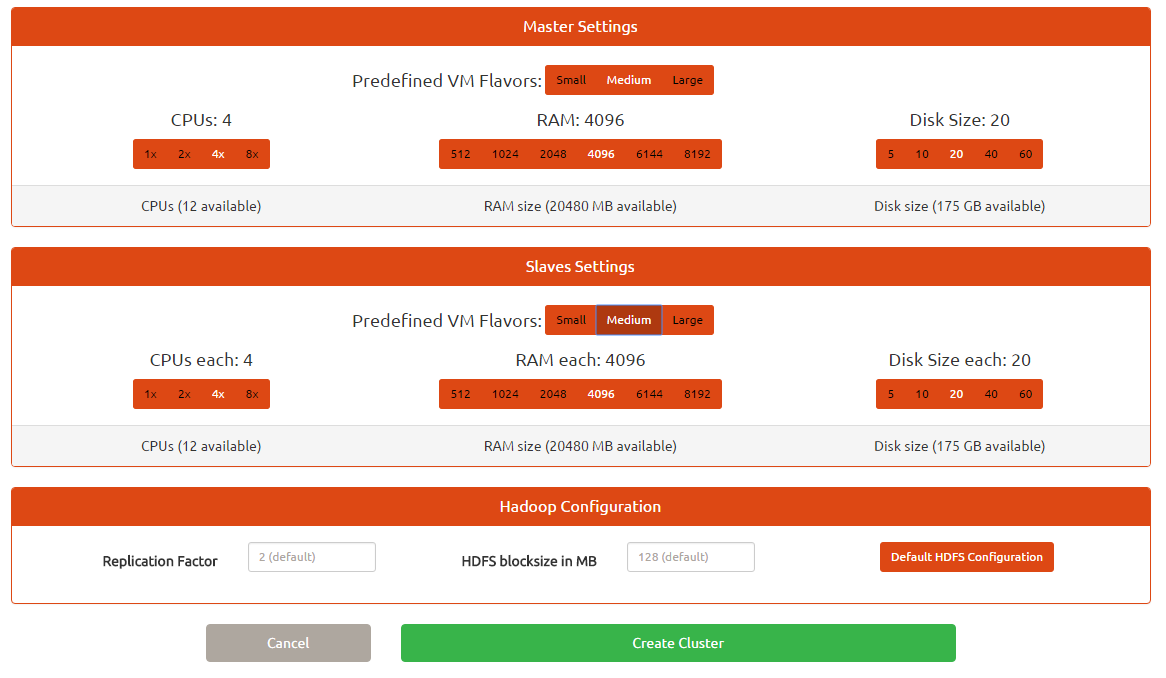 Master Settings
Predefined VM Flavors: Small Medium Large
CPUs: 4 RAM: 4096 Disk Size: 20
1x 2x 4x 8x 512 1024 2048 4096 6144 8192 5 10 20 40 60
CPUs (12 available) RAM size (20480 MB available) Disk size (175 GB available)
Slaves Settings
Predefined VM Flavors: Small Medium Large
CPUs each: 4 RAM each: 4096 Disk Size each: 20
1x 2x 4x 8x 512 1024 2048 4096 6144 8192 5 10 20 40 60
CPUs (12 available) RAM size (20480 MB available) Disk size (175 GB available)
Hadoop Configuration
Replication Factor 2 (default) HDFS blocksize in MB 128 (default) Default HDFS Configuration
Cancel Create Cluster